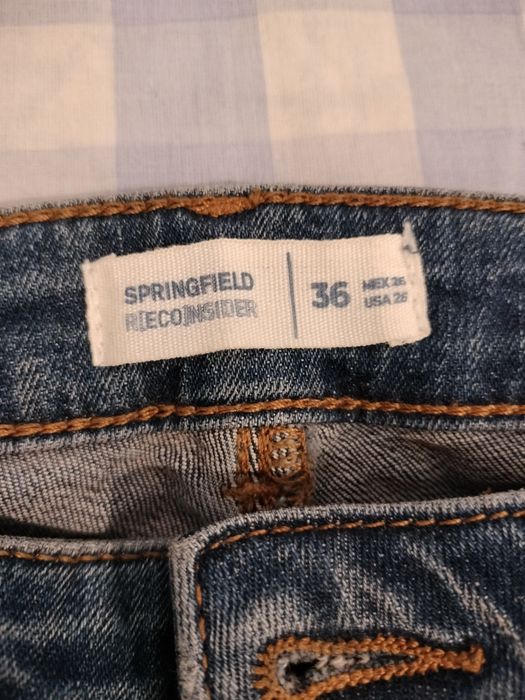 SPRINGFIELD
R[ECO]NSIDER
36
MEX 26
USA 26